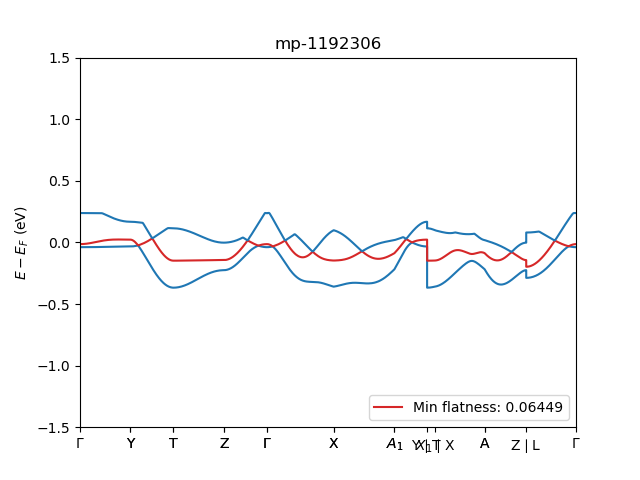 mp-1192306
E − E_F (eV)
1.5
1.0
0.5
0.0
−0.5
−1.0
−1.5
Min flatness: 0.06449
Γ Y T Z Γ X A₁ T A Γ
Z | L